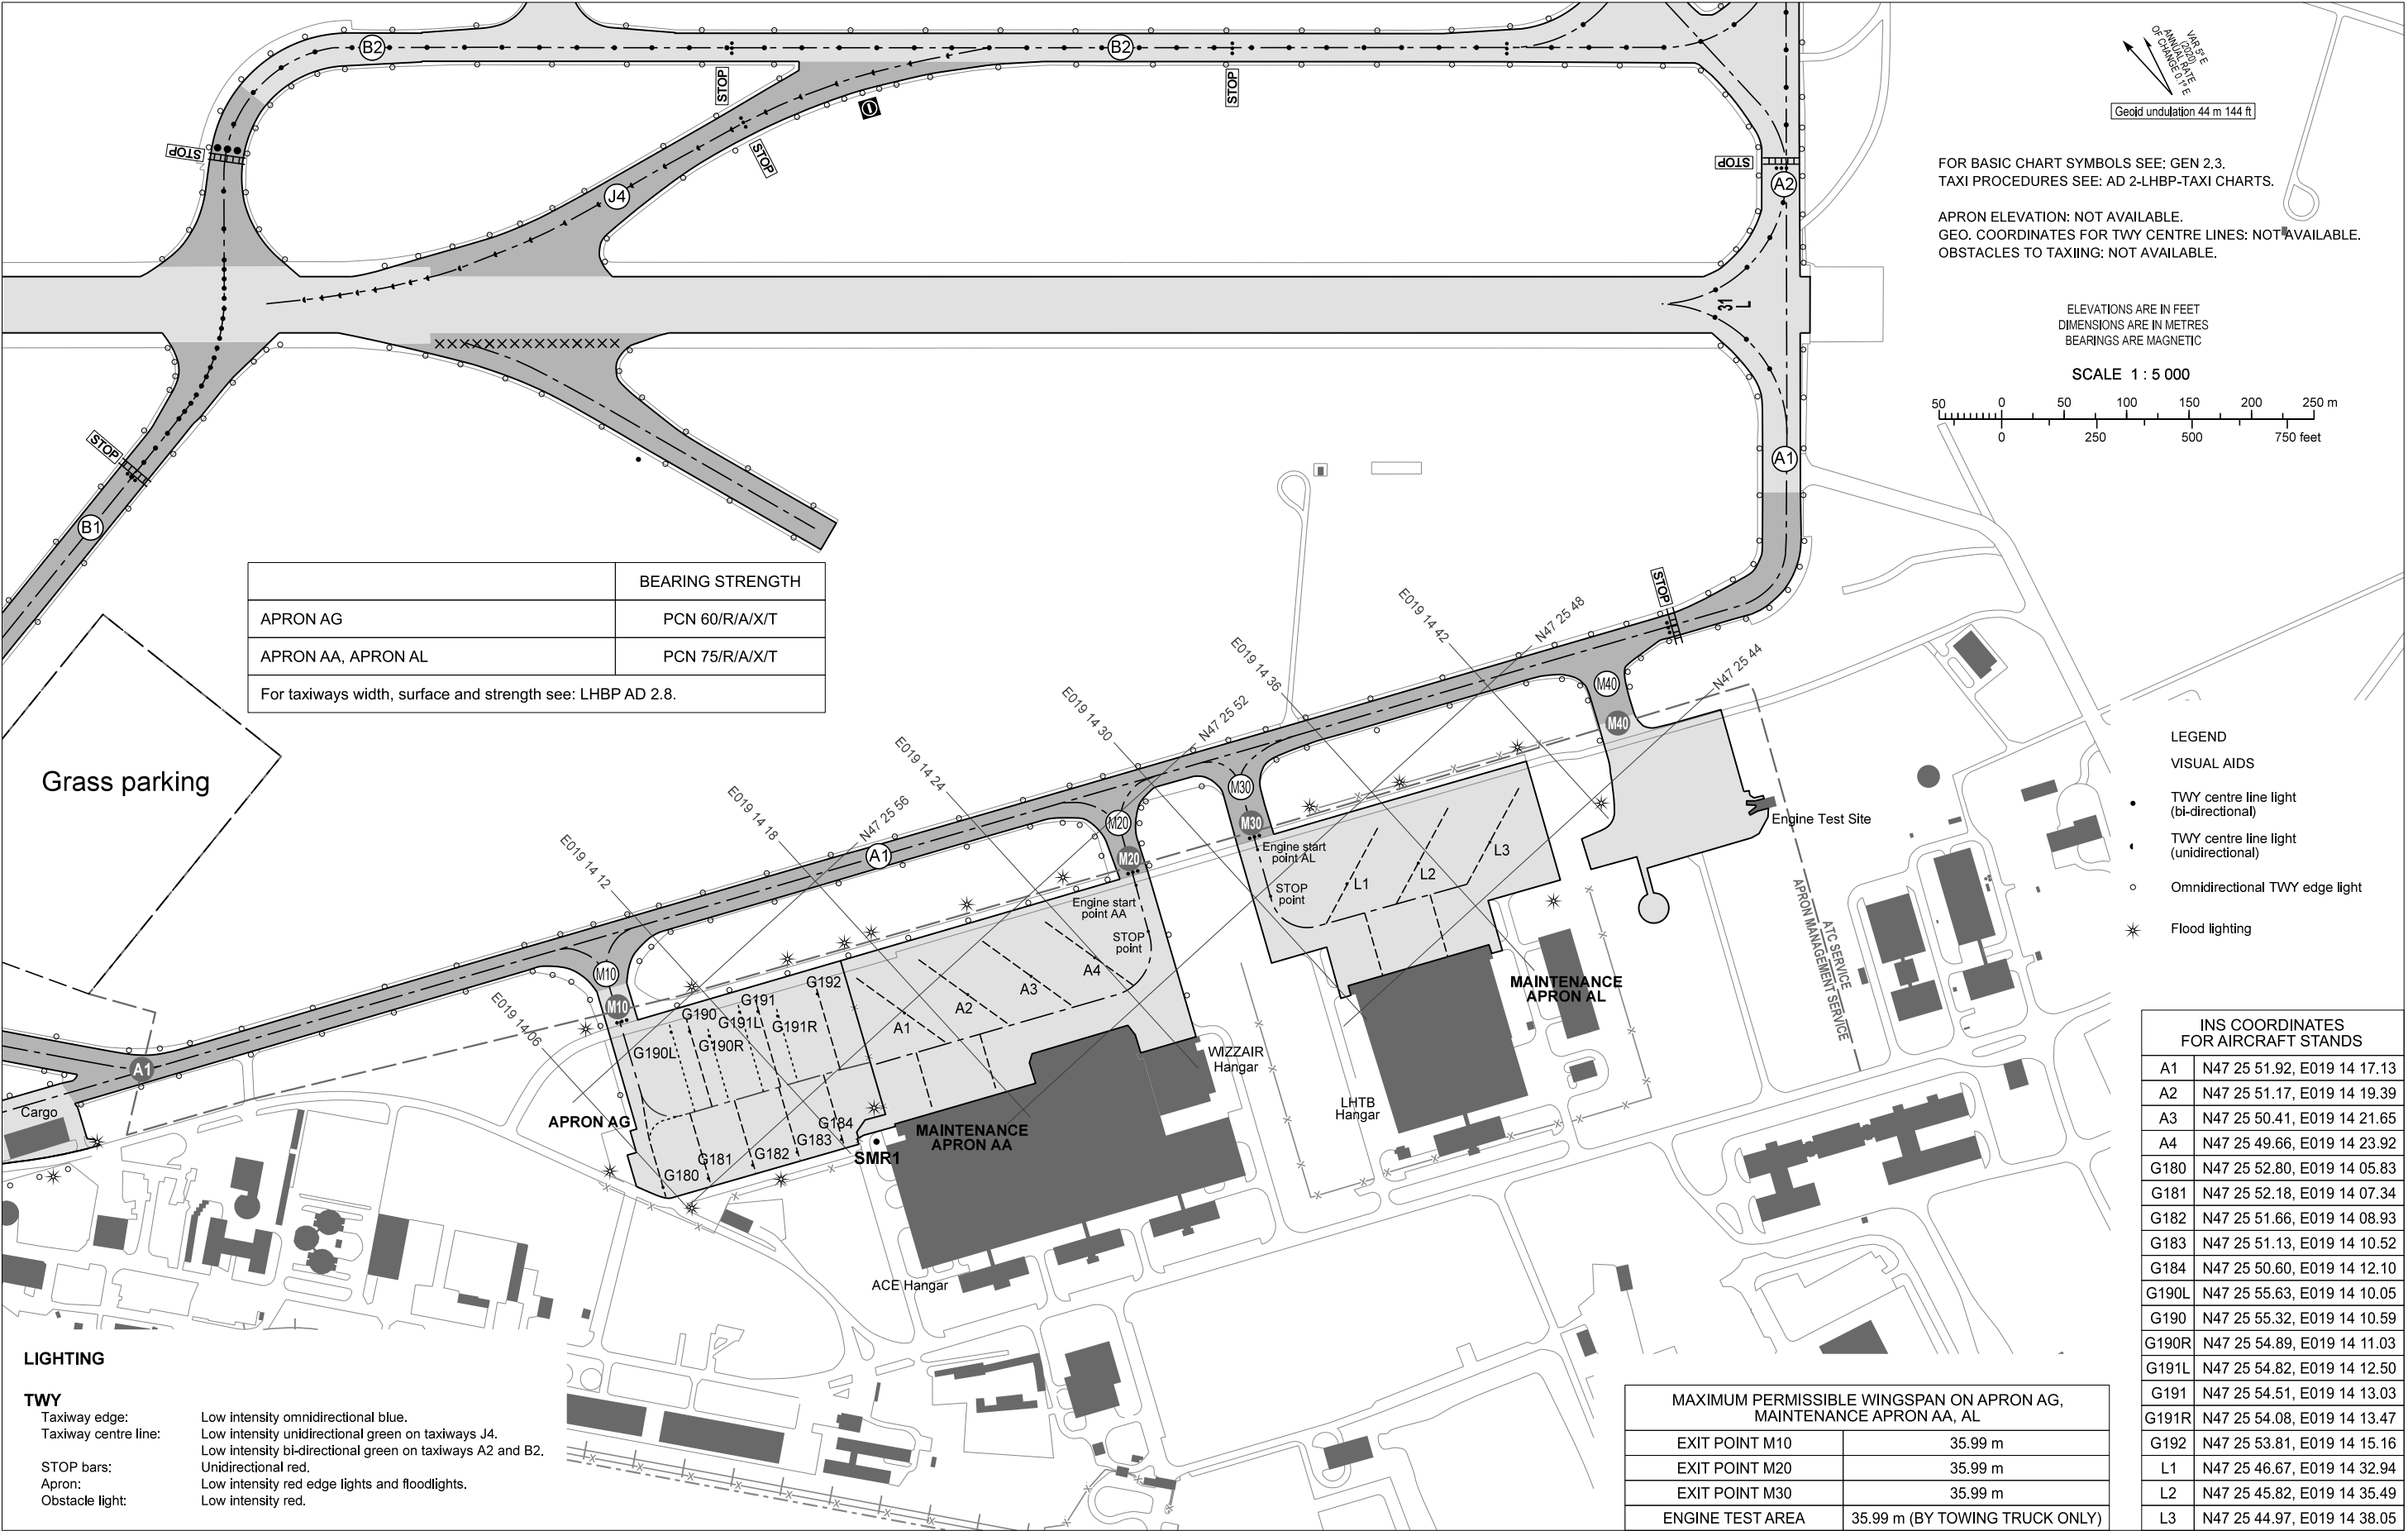 B2
B2
STOP
STOP
STOP
STOP
STOP
J4
A2
31
L
STOP
B1
A1
VAR 5° E
(2020)
ANNUAL RATE
OF CHANGE 0.1° E
Geoid undulation 44 m 144 ft
FOR BASIC CHART SYMBOLS SEE: GEN 2,3.
TAXI PROCEDURES SEE: AD 2-LHBP-TAXI CHARTS.
APRON ELEVATION: NOT AVAILABLE.
GEO. COORDINATES FOR TWY CENTRE LINES: NOT AVAILABLE.
OBSTACLES TO TAXIING: NOT AVAILABLE.
ELEVATIONS ARE IN FEET
DIMENSIONS ARE IN METRES
BEARINGS ARE MAGNETIC
SCALE 1 : 5 000
50 0 50 100 150 200 250 m
0 250 500 750 feet
BEARING STRENGTH
APRON AG PCN 60/R/A/X/T
APRON AA, APRON AL PCN 75/R/A/X/T
For taxiways width, surface and strength see: LHBP AD 2.8.
Grass parking
STOP
E019 14 06
E019 14 12
E019 14 18
E019 14 24
E019 14 30
E019 14 36
E019 14 42
N47 25 56
N47 25 52
N47 25 48
N47 25 44
A1
A1
M10
M10
M20
M20
M30
M30
M40
M40
Engine start
point AA
STOP
point
Engine start
point AL
STOP
point
L1
L2
L3
Engine Test Site
ATC SERVICE
APRON MANAGEMENT SERVICE
A1
A2
A3
A4
G192
G191
G191L
G191R
G190
G190L
G190R
G184
G183
G182
G181
G180
APRON AG
SMR1
MAINTENANCE
APRON AA
WIZZAIR
Hangar
LHTB
Hangar
MAINTENANCE
APRON AL
ACE Hangar
Cargo
LEGEND
VISUAL AIDS
TWY centre line light
(bi-directional)
TWY centre line light
(unidirectional)
Omnidirectional TWY edge light
Flood lighting
INS COORDINATES
FOR AIRCRAFT STANDS
A1 N47 25 51.92, E019 14 17.13
A2 N47 25 51.17, E019 14 19.39
A3 N47 25 50.41, E019 14 21.65
A4 N47 25 49.66, E019 14 23.92
G180 N47 25 52.80, E019 14 05.83
G181 N47 25 52.18, E019 14 07.34
G182 N47 25 51.66, E019 14 08.93
G183 N47 25 51.13, E019 14 10.52
G184 N47 25 50.60, E019 14 12.10
G190L N47 25 55.63, E019 14 10.05
G190 N47 25 55.32, E019 14 10.59
G190R N47 25 54.89, E019 14 11.03
G191L N47 25 54.82, E019 14 12.50
G191 N47 25 54.51, E019 14 13.03
G191R N47 25 54.08, E019 14 13.47
G192 N47 25 53.81, E019 14 15.16
L1 N47 25 46.67, E019 14 32.94
L2 N47 25 45.82, E019 14 35.49
L3 N47 25 44.97, E019 14 38.05
LIGHTING
TWY
Taxiway edge: Low intensity omnidirectional blue.
Taxiway centre line: Low intensity unidirectional green on taxiways J4.
Low intensity bi-directional green on taxiways A2 and B2.
STOP bars: Unidirectional red.
Apron: Low intensity red edge lights and floodlights.
Obstacle light: Low intensity red.
MAXIMUM PERMISSIBLE WINGSPAN ON APRON AG,
MAINTENANCE APRON AA, AL
EXIT POINT M10 35.99 m
EXIT POINT M20 35.99 m
EXIT POINT M30 35.99 m
ENGINE TEST AREA 35.99 m (BY TOWING TRUCK ONLY)